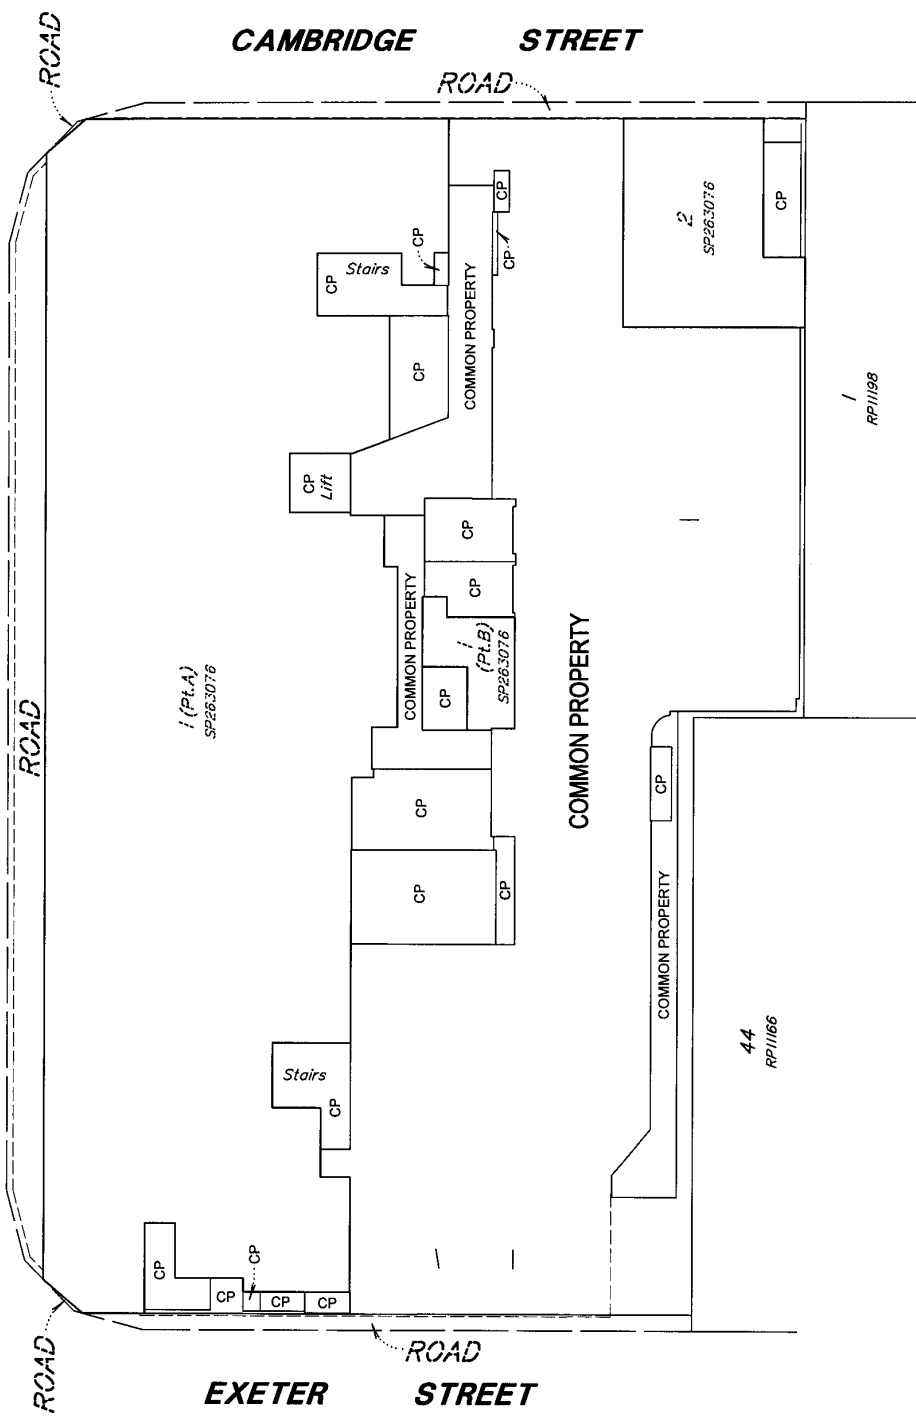 CAMBRIDGE STREET
ROAD
ROAD
ROAD
CP
Stairs
CP
CP
CP
2
SP263076
CP
CP
COMMON PROPERTY
CP
Lift
1
RP11198
CP
CP
COMMON PROPERTY
1
(Pt.B)
SP263076
CP
1 (Pt.A)
SP263076
COMMON PROPERTY
CP
CP
CP
CP
COMMON PROPERTY
44
RP11166
Stairs
CP
CP
CP
CP
CP
CP
ROAD
ROAD
EXETER STREET